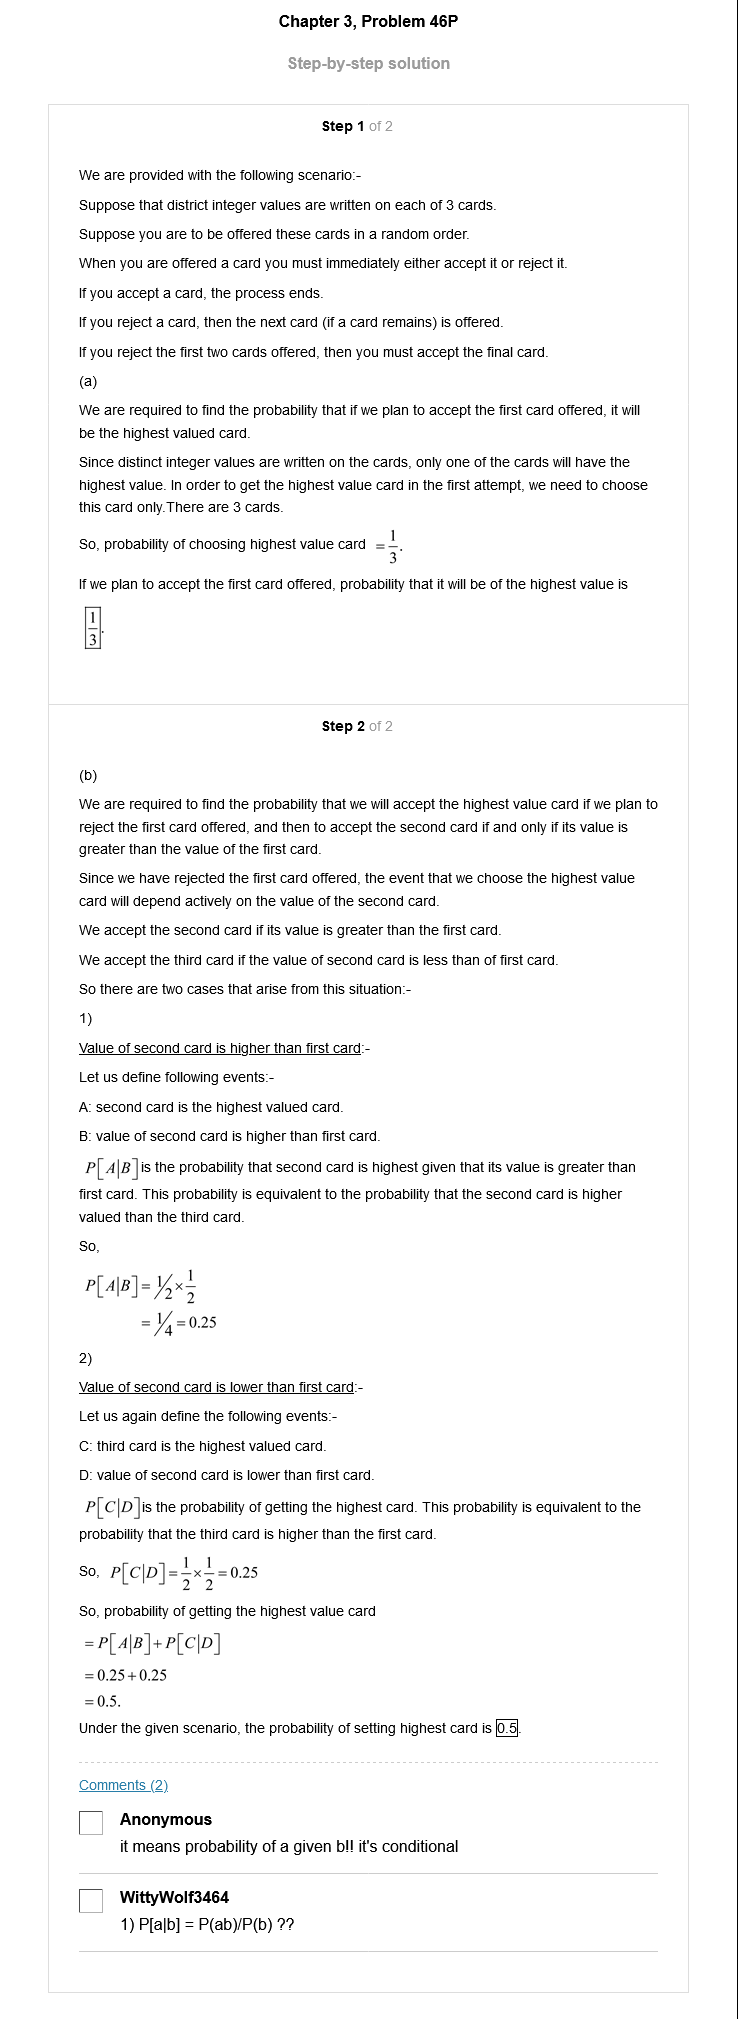 Chapter 3, Problem 46P
Step-by-step solution
Step 1 of 2
We are provided with the following scenario:-
Suppose that district integer values are written on each of 3 cards.
Suppose you are to be offered these cards in a random order.
When you are offered a card you must immediately either accept it or reject it.
If you accept a card, the process ends.
If you reject a card, then the next card (if a card remains) is offered.
If you reject the first two cards offered, then you must accept the final card.
(a)
We are required to find the probability that if we plan to accept the first card offered, it will
be the highest valued card.
Since distinct integer values are written on the cards, only one of the cards will have the
highest value. In order to get the highest value card in the first attempt, we need to choose
this card only.There are 3 cards.
So, probability of choosing highest value card = 1/3.
If we plan to accept the first card offered, probability that it will be of the highest value is
1/3.
Step 2 of 2
(b)
We are required to find the probability that we will accept the highest value card if we plan to
reject the first card offered, and then to accept the second card if and only if its value is
greater than the value of the first card.
Since we have rejected the first card offered, the event that we choose the highest value
card will depend actively on the value of the second card.
We accept the second card if its value is greater than the first card.
We accept the third card if the value of second card is less than of first card.
So there are two cases that arise from this situation:-
1)
Value of second card is higher than first card:-
Let us define following events:-
A: second card is the highest valued card.
B: value of second card is higher than first card.
P[A|B] is the probability that second card is highest given that its value is greater than
first card. This probability is equivalent to the probability that the second card is higher
valued than the third card.
So,
P[A|B] = 1/2 × 1/2
= 1/4 = 0.25
2)
Value of second card is lower than first card:-
Let us again define the following events:-
C: third card is the highest valued card.
D: value of second card is lower than first card.
P[C|D] is the probability of getting the highest card. This probability is equivalent to the
probability that the third card is higher than the first card.
So, P[C|D] = 1/2 × 1/2 = 0.25
So, probability of getting the highest value card
= P[A|B] + P[C|D]
= 0.25 + 0.25
= 0.5.
Under the given scenario, the probability of setting highest card is 0.5.
Comments (2)
Anonymous
it means probability of a given b!! it's conditional
WittyWolf3464
1) P[a|b] = P(ab)/P(b) ??